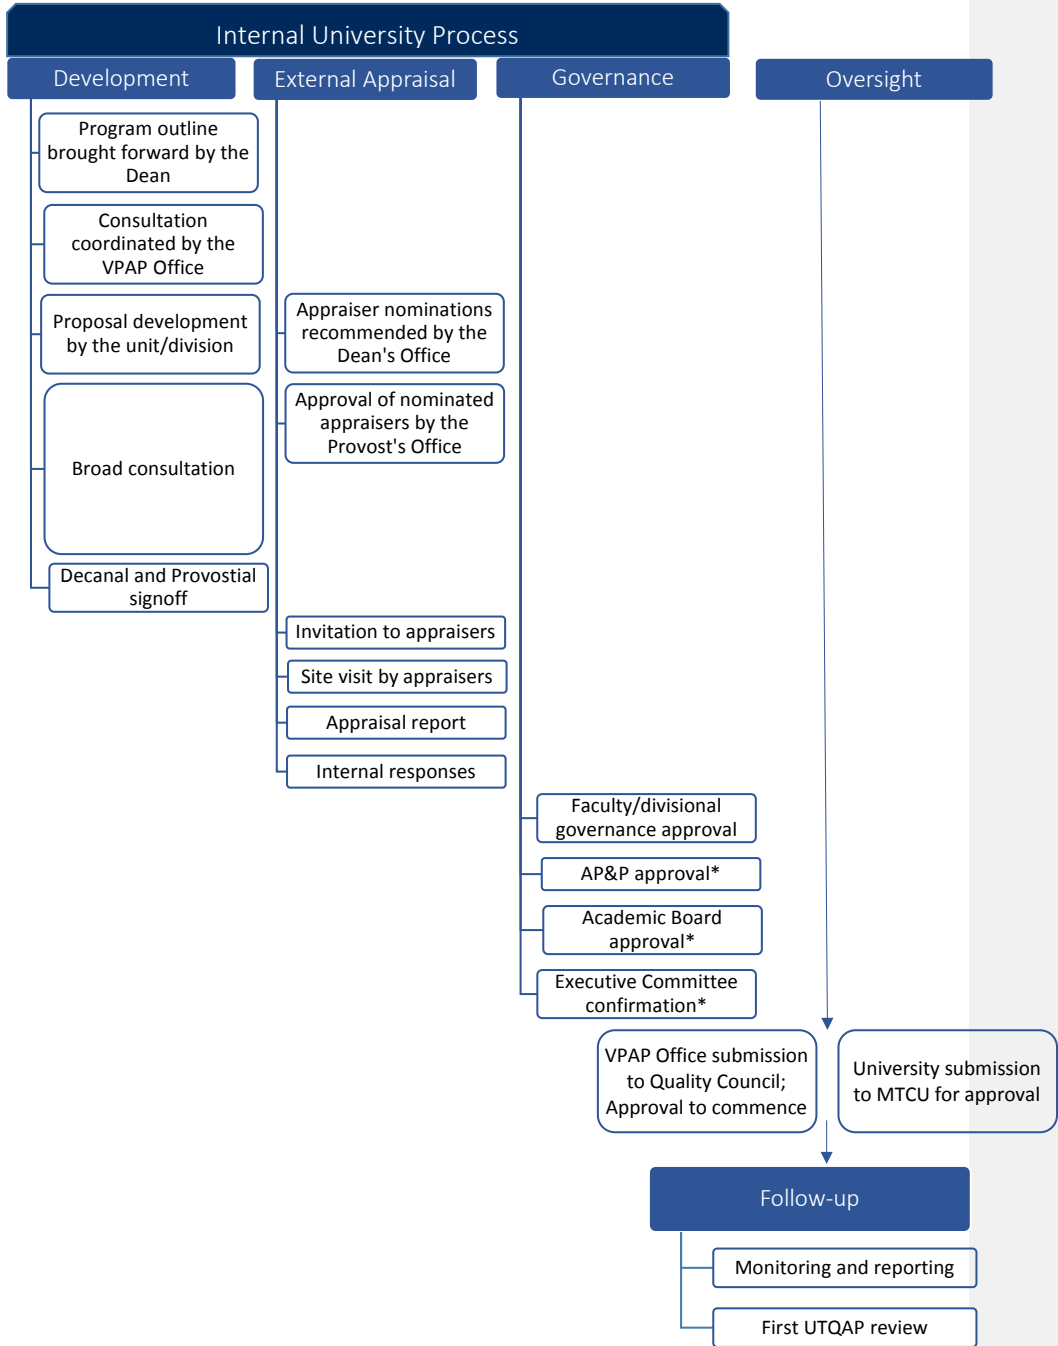 Internal University Process
Development
External Appraisal
Governance
Oversight
Program outline
brought forward by the
Dean
Consultation
coordinated by the
VPAP Office
Proposal development
by the unit/division
Broad consultation
Decanal and Provostial
signoff
Appraiser nominations
recommended by the
Dean's Office
Approval of nominated
appraisers by the
Provost's Office
Invitation to appraisers
Site visit by appraisers
Appraisal report
Internal responses
Faculty/divisional
governance approval
AP&P approval*
Academic Board
approval*
Executive Committee
confirmation*
VPAP Office submission
to Quality Council;
Approval to commence
University submission
to MTCU for approval
Follow-up
Monitoring and reporting
First UTQAP review